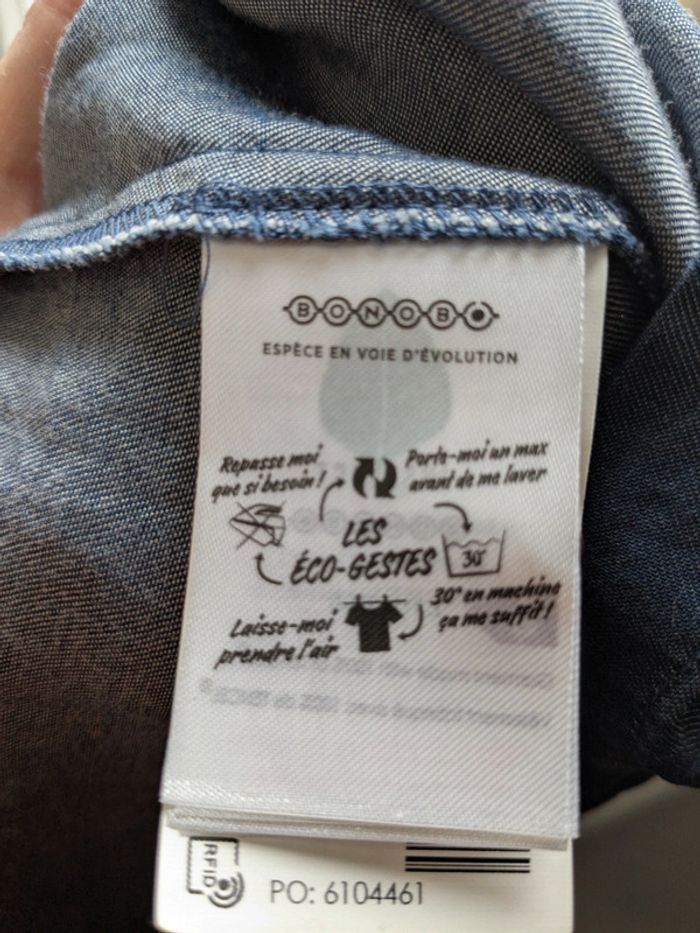 BONOBO
ESPÈCE EN VOIE D'ÉVOLUTION
Repasse moi
que si besoin !
Porte-moi un max
avant de me laver
LES
ÉCO-GESTES
30°
30° en machine
ça me suffit !
Laisse-moi
prendre l'air
RFID
PO: 6104461